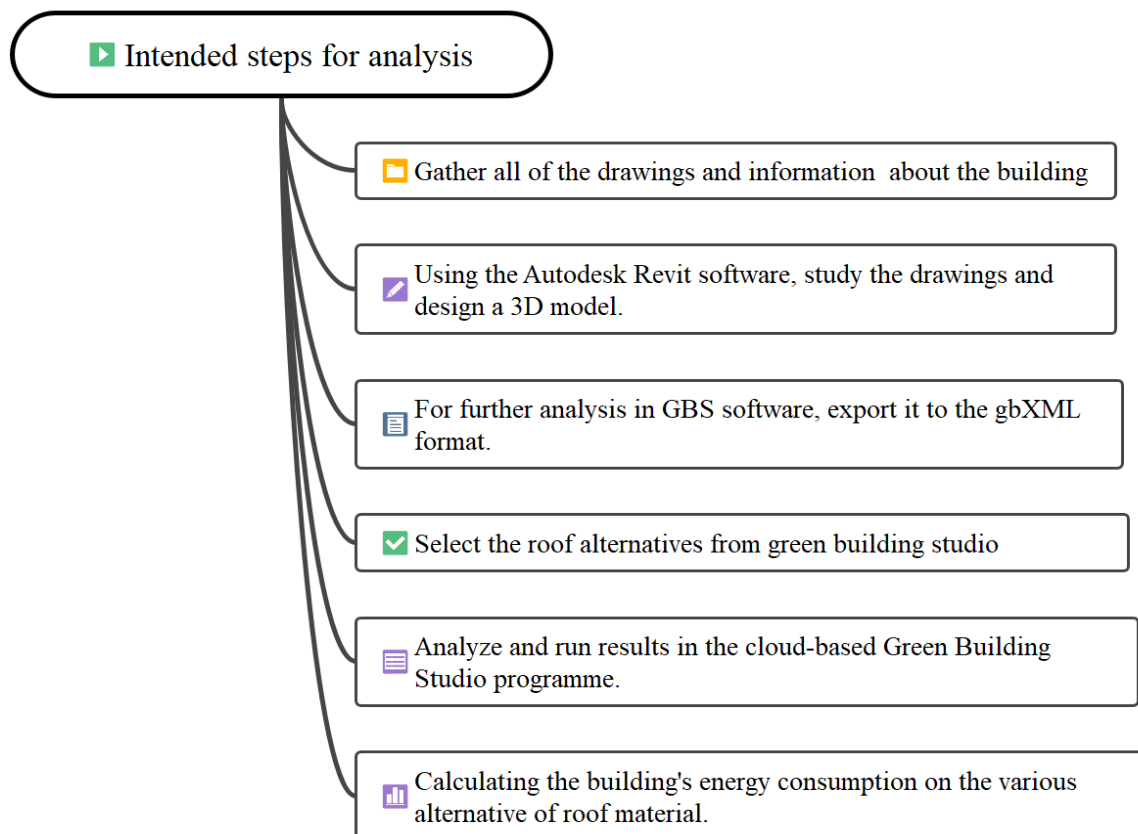 Intended steps for analysis
Gather all of the drawings and information  about the building
Using the Autodesk Revit software, study the drawings and
design a 3D model.
For further analysis in GBS software, export it to the gbXML
format.
Select the roof alternatives from green building studio
Analyze and run results in the cloud-based Green Building
Studio programme.
Calculating the building's energy consumption on the various
alternative of roof material.